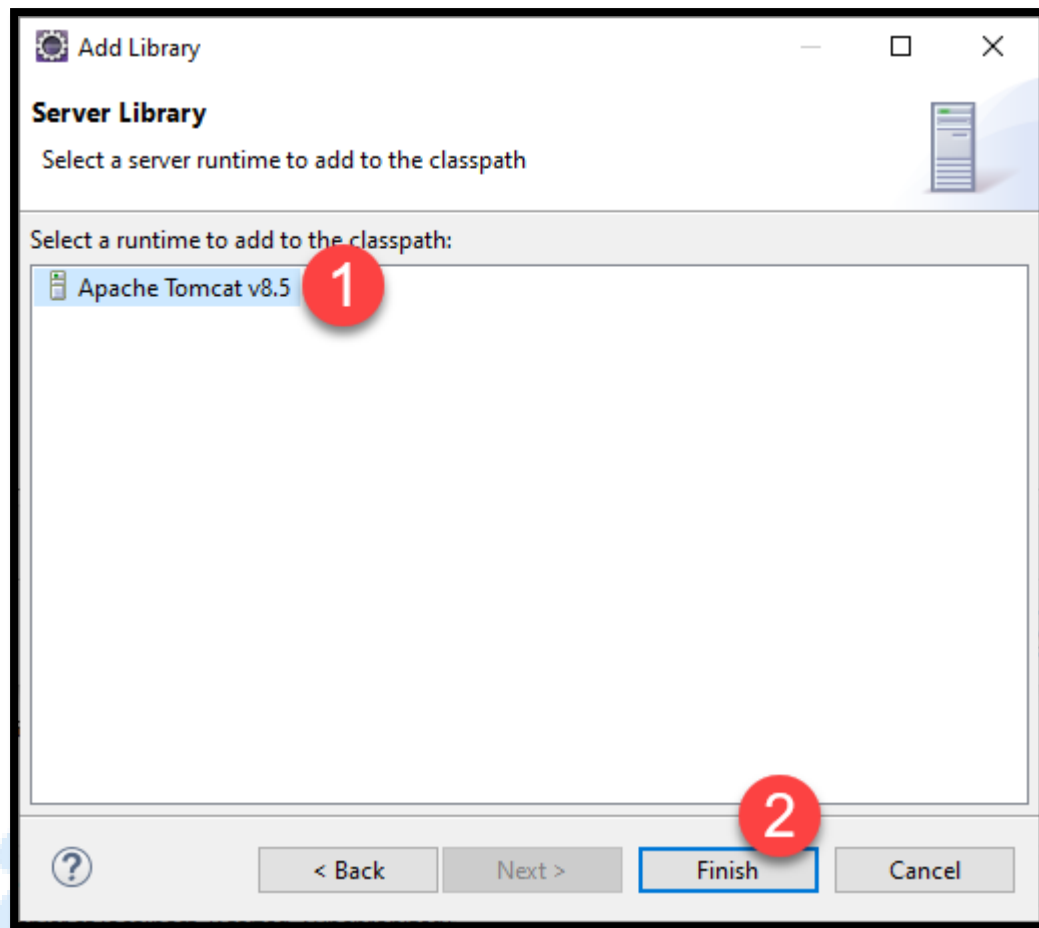 Add Library
Server Library
Select a server runtime to add to the classpath
Select a runtime to add to the classpath:
Apache Tomcat v8.5
1
2
?
< Back Next > Finish Cancel